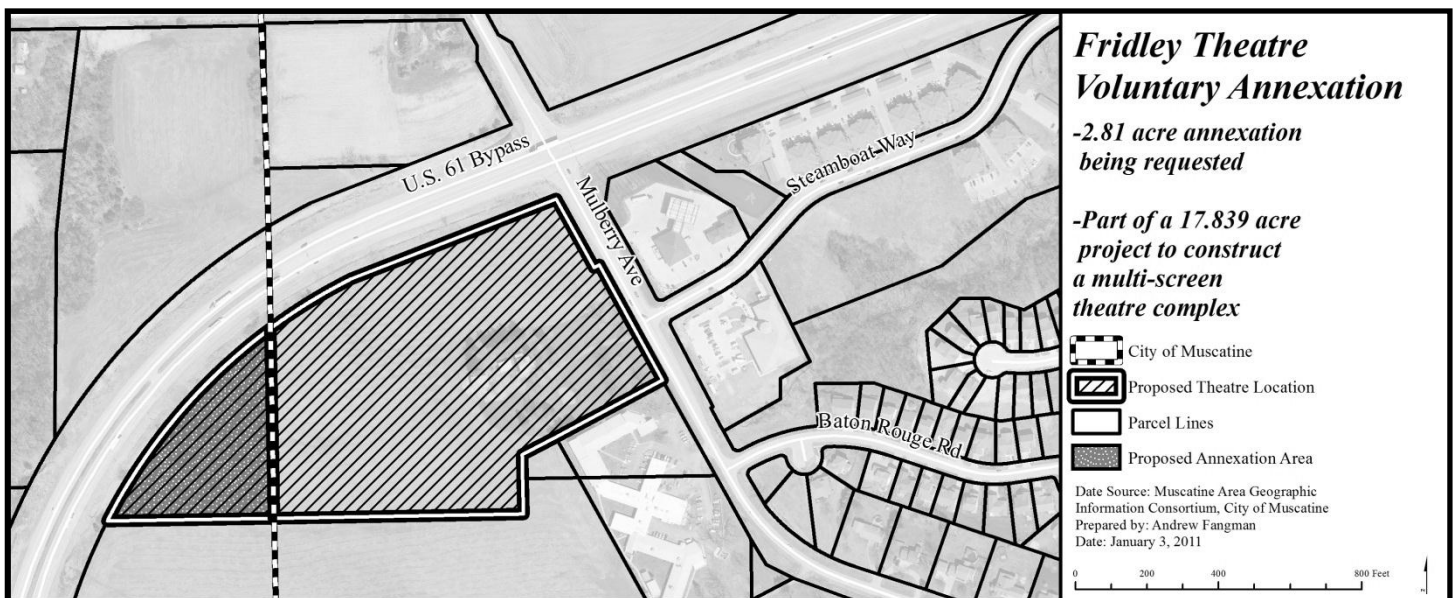 Fridley Theatre
Voluntary Annexation
-2.81 acre annexation
being requested
-Part of a 17.839 acre
project to construct
a multi-screen
theatre complex
City of Muscatine
Proposed Theatre Location
Parcel Lines
Proposed Annexation Area
Date Source: Muscatine Area Geographic
Information Consortium, City of Muscatine
Prepared by: Andrew Fangman
Date: January 3, 2011
0 200 400 800 Feet
U.S. 61 Bypass
Mulberry Ave
Steamboat Way
Baton Rouge Rd